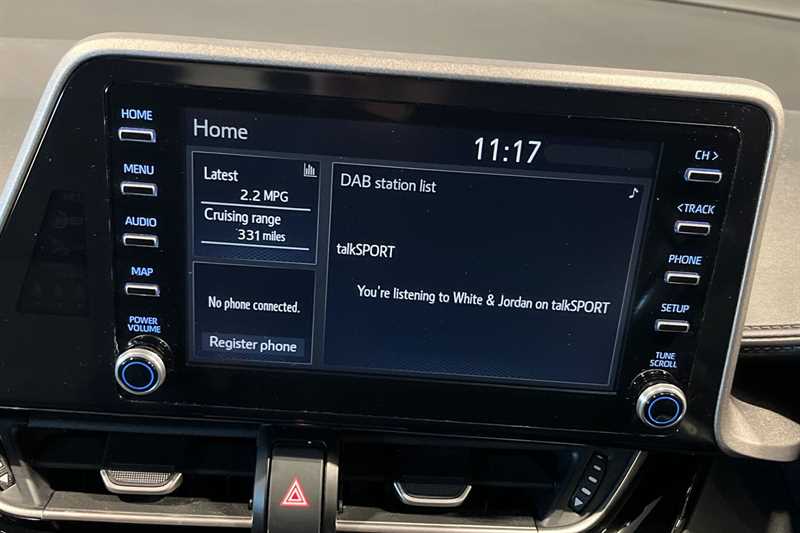 HOME
MENU
AUDIO
MAP
POWER
VOLUME
Home
11:17
Latest
2.2 MPG
Cruising range
331 miles
No phone connected.
Register phone
DAB station list
talkSPORT
You're listening to White & Jordan on talkSPORT
CH >
<TRACK
PHONE
SETUP
TUNE
SCROLL